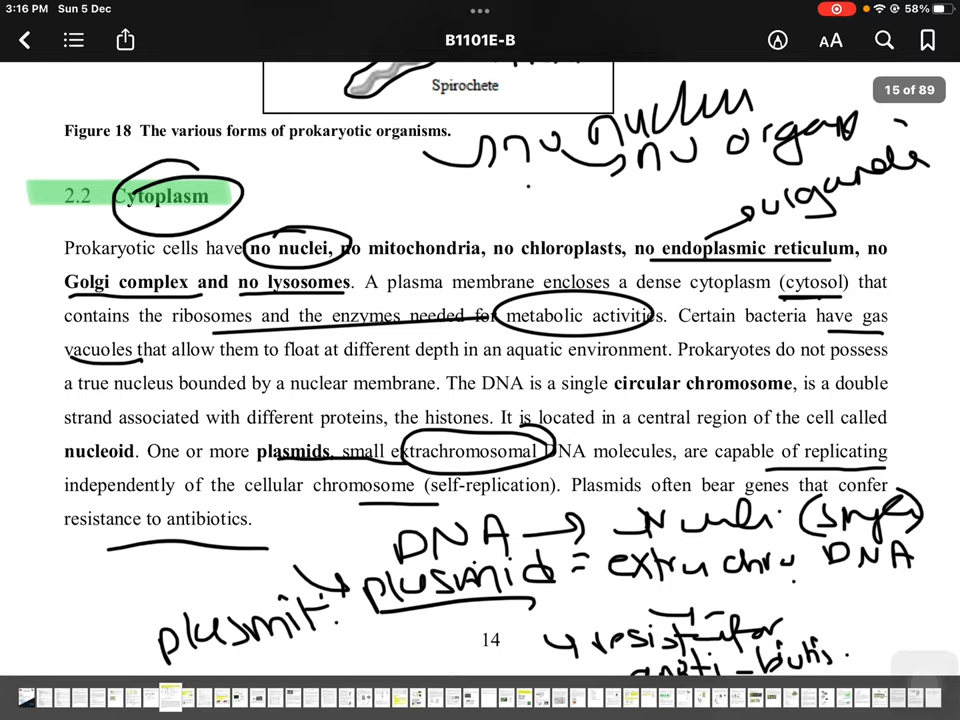 3:16 PM Sun 5 Dec
58%
B1101E-B
AA
Spirochete
15 of 89
Figure 18 The various forms of prokaryotic organisms.
no nucleus
no organ
2.2 Cytoplasm
Prokaryotic cells have no nuclei, no mitochondria, no chloroplasts, no endoplasmic reticulum, no
Golgi complex and no lysosomes. A plasma membrane encloses a dense cytoplasm (cytosol) that
contains the ribosomes and the enzymes needed for metabolic activities. Certain bacteria have gas
vacuoles that allow them to float at different depth in an aquatic environment. Prokaryotes do not possess
a true nucleus bounded by a nuclear membrane. The DNA is a single circular chromosome, is a double
strand associated with different proteins, the histones. It is located in a central region of the cell called
nucleoid. One or more plasmids, small extrachromosomal DNA molecules, are capable of replicating
independently of the cellular chromosome (self-replication). Plasmids often bear genes that confer
resistance to antibiotics.
DNA → Nucli (single)
plasmid = extra chro. DNA
plasmit.
14
resist for
anti-biotis.